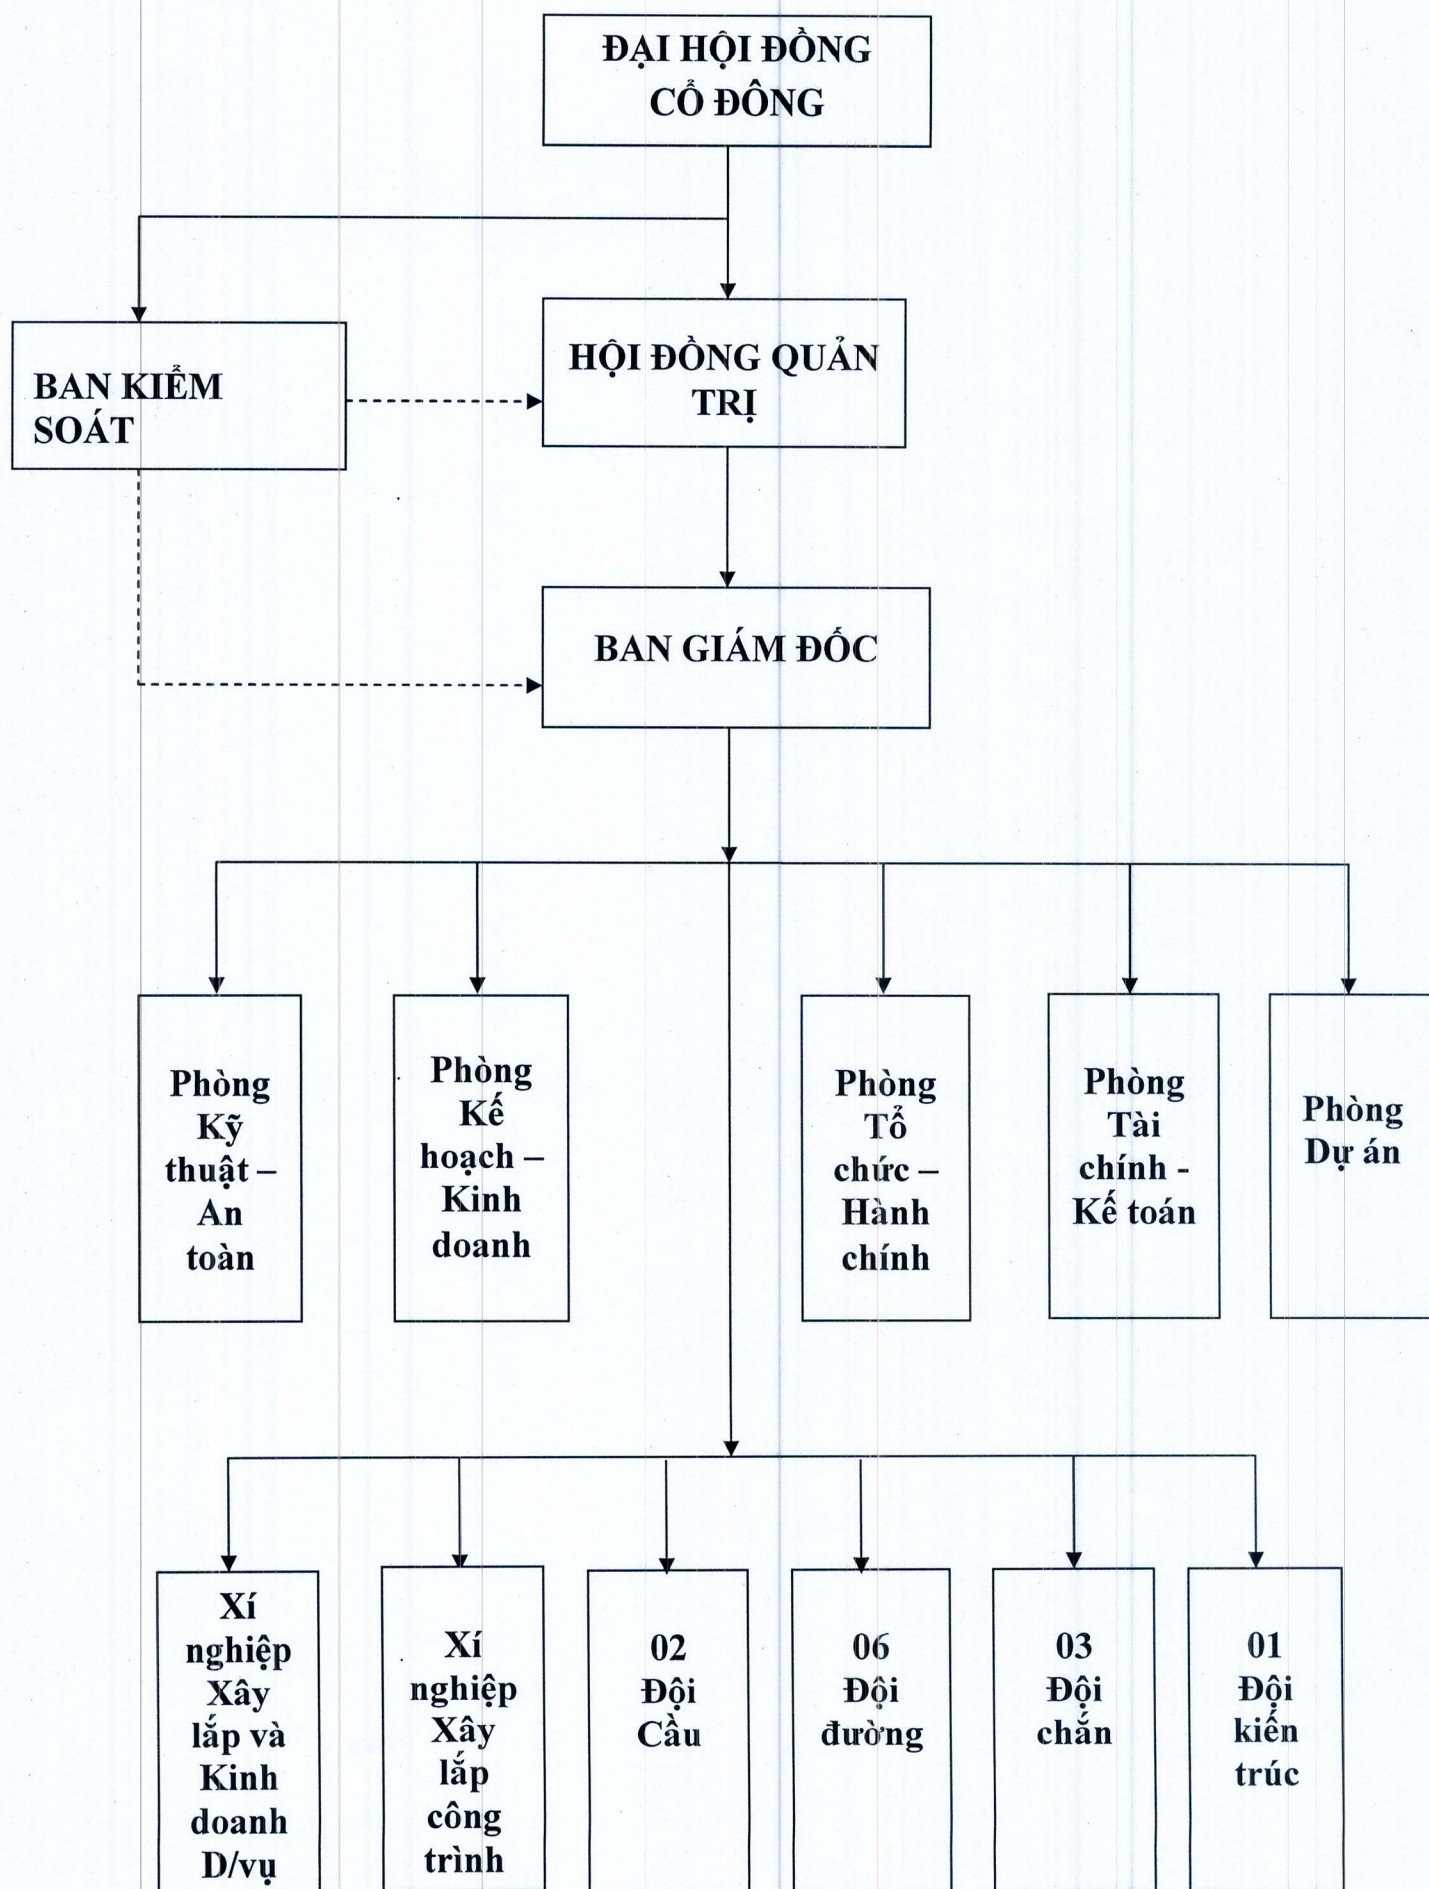 ĐẠI HỘI ĐỒNG
CỔ ĐÔNG
HỘI ĐỒNG QUẢN
TRỊ
BAN KIỂM
SOÁT
BAN GIÁM ĐỐC
Phòng
Kỹ
thuật –
An
toàn
Phòng
Kế
hoạch –
Kinh
doanh
Phòng
Tổ
chức –
Hành
chính
Phòng
Tài
chính -
Kế toán
Phòng
Dự án
Xí
nghiệp
Xây
lắp và
Kinh
doanh
D/vụ
Xí
nghiệp
Xây
lắp
công
trình
02
Đội
Cầu
06
Đội
đường
03
Đội
chắn
01
Đội
kiến
trúc